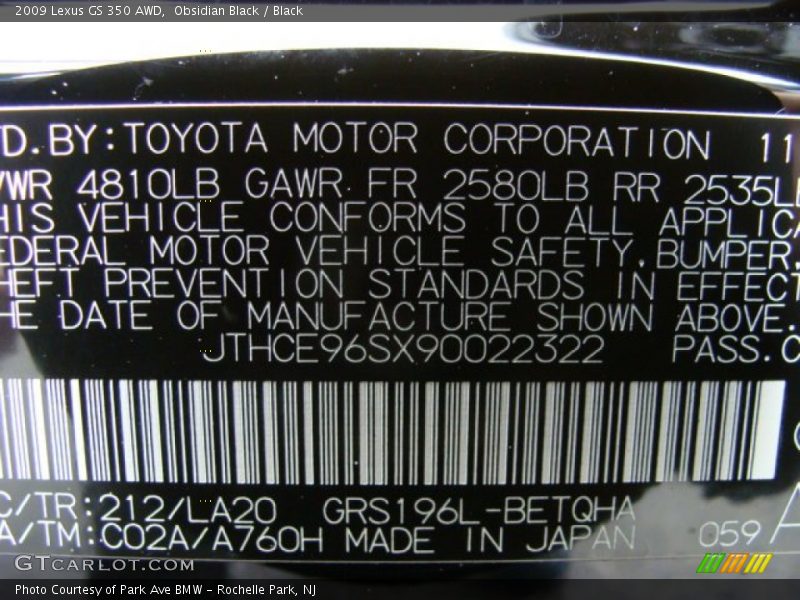 2009 Lexus GS 350 AWD, Obsidian Black / Black
D.BY:TOYOTA MOTOR CORPORATION 11
VWR 4810LB GAWR FR 2580LB RR 2535L
HIS VEHICLE CONFORMS TO ALL APPLICA
EDERAL MOTOR VEHICLE SAFETY,BUMPER,
HEFT PREVENTION STANDARDS IN EFFECT
HE DATE OF MANUFACTURE SHOWN ABOVE.
JTHCE96SX90022322 PASS.C
C/TR:212/LA20 GRS196L-BETQHA
A/TM:C02A/A760H MADE IN JAPAN 059 A
GTCARLOT.COM
Photo Courtesy of Park Ave BMW - Rochelle Park, NJ